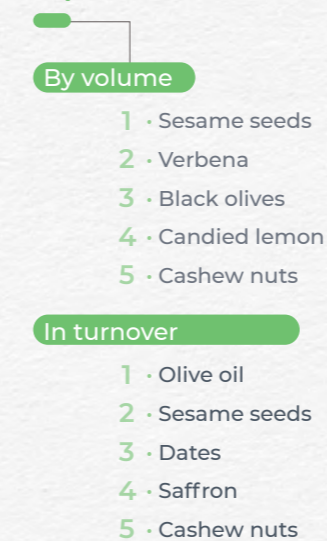 By volume
1 · Sesame seeds
2 · Verbena
3 · Black olives
4 · Candied lemon
5 · Cashew nuts
In turnover
1 · Olive oil
2 · Sesame seeds
3 · Dates
4 · Saffron
5 · Cashew nuts